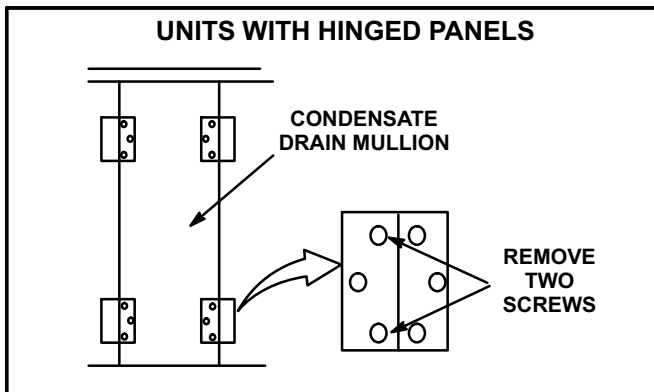 UNITS WITH HINGED PANELS
CONDENSATE
DRAIN MULLION
REMOVE
TWO
SCREWS